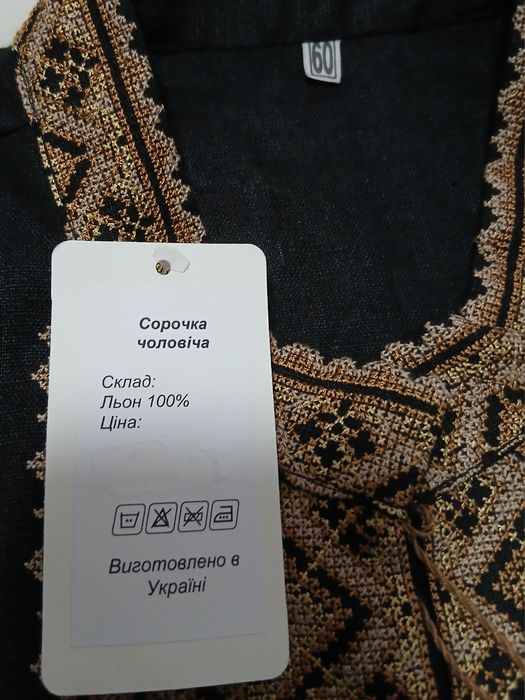 60
Сорочка
чоловіча
Склад:
Льон 100%
Ціна:
Виготовлено в
Україні